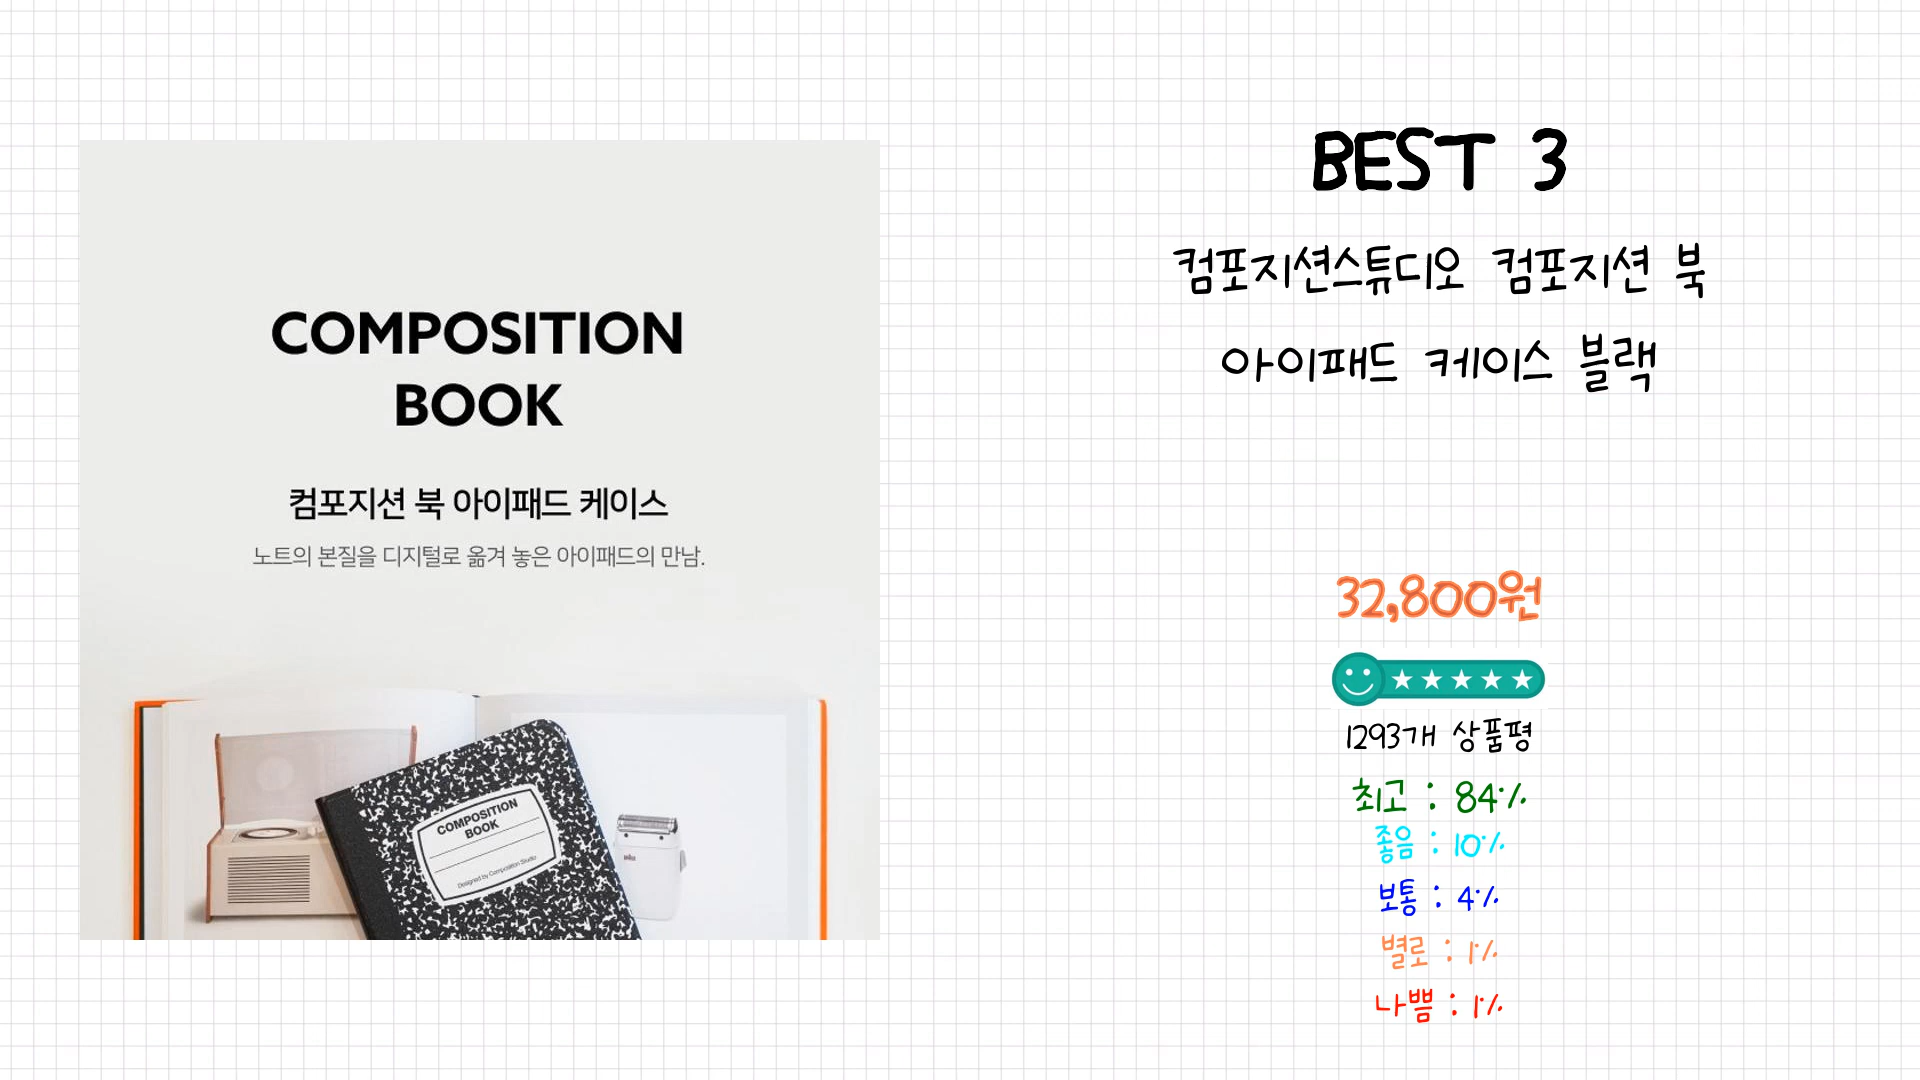 COMPOSITION
BOOK
컴포지션 북 아이패드 케이스
노트의 본질을 디지털로 옮겨 놓은 아이패드의 만남.
COMPOSITION
BOOK
Designed by Composition Studio
BEST 3
컴포지션스튜디오 컴포지션 북
아이패드 케이스 블랙
32,800원
1293개 상품평
최고 : 84%
좋음 : 10%
보통 : 4%
별로 : 1%
나쁨 : 1%